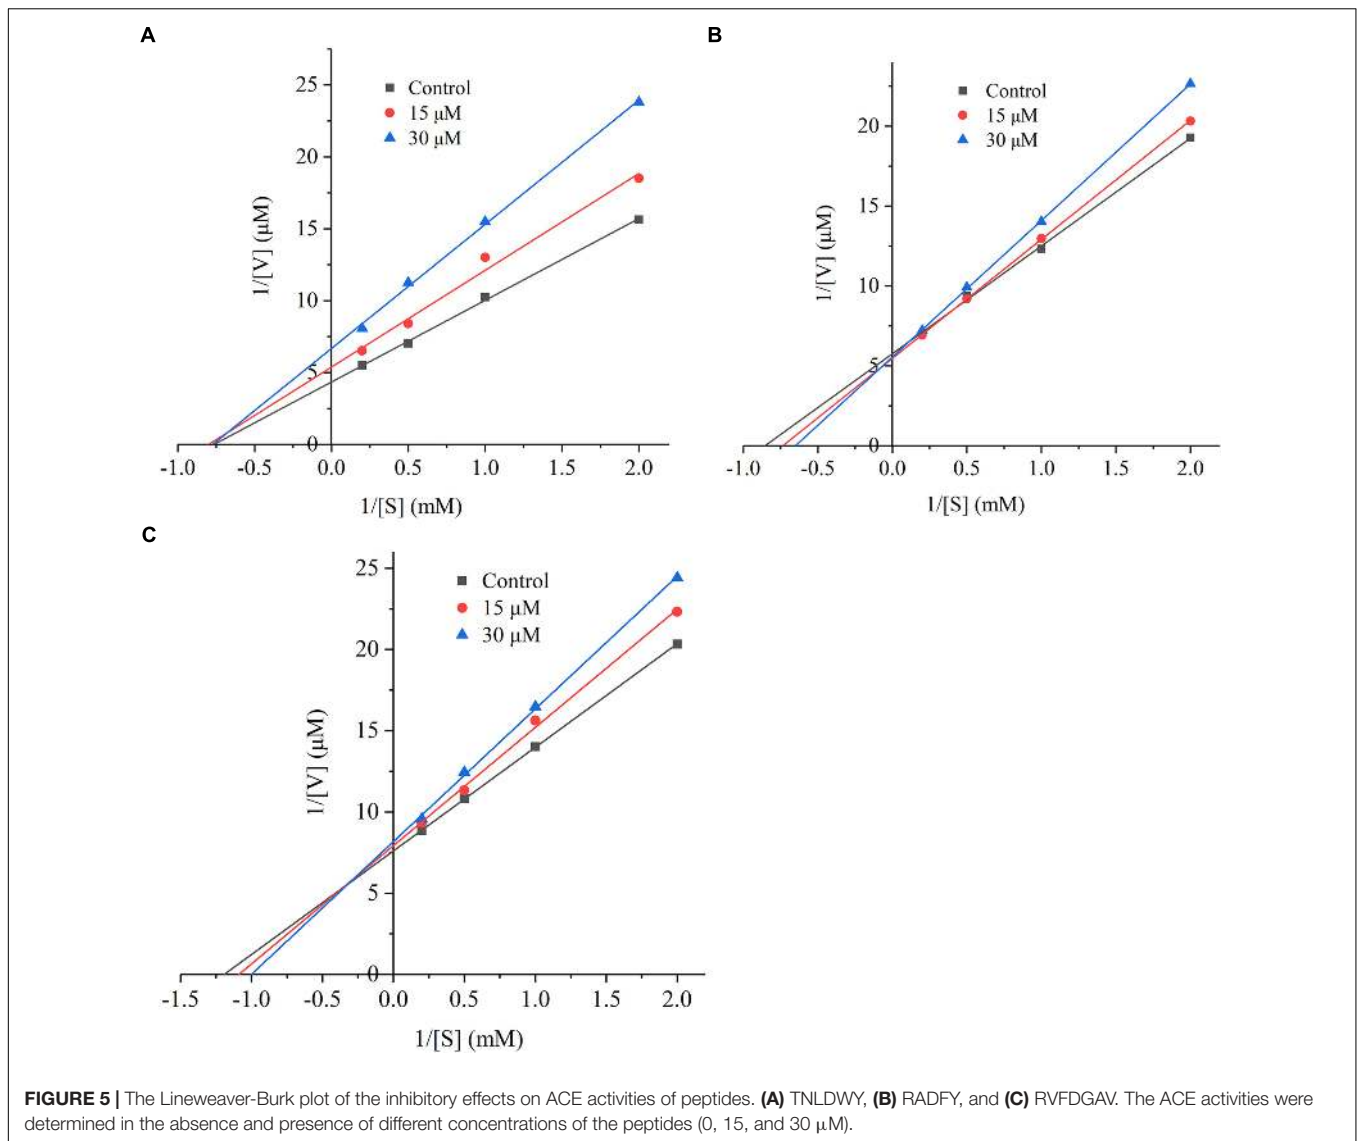 A
25
20
15
10
5
0
-1.0 -0.5 0.0 0.5 1.0 1.5 2.0
1/[V] (μM)
1/[S] (mM)
Control
15 μM
30 μM
B
20
15
10
5
0
-1.0 -0.5 0.0 0.5 1.0 1.5 2.0
1/[V] (μM)
1/[S] (mM)
Control
15 μM
30 μM
C
25
20
15
10
5
0
-1.5 -1.0 -0.5 0.0 0.5 1.0 1.5 2.0
1/[V] (μM)
1/[S] (mM)
Control
15 μM
30 μM
FIGURE 5 | The Lineweaver-Burk plot of the inhibitory effects on ACE activities of peptides. (A) TNLDWY, (B) RADFY, and (C) RVFDGAV. The ACE activities were
determined in the absence and presence of different concentrations of the peptides (0, 15, and 30 μM).